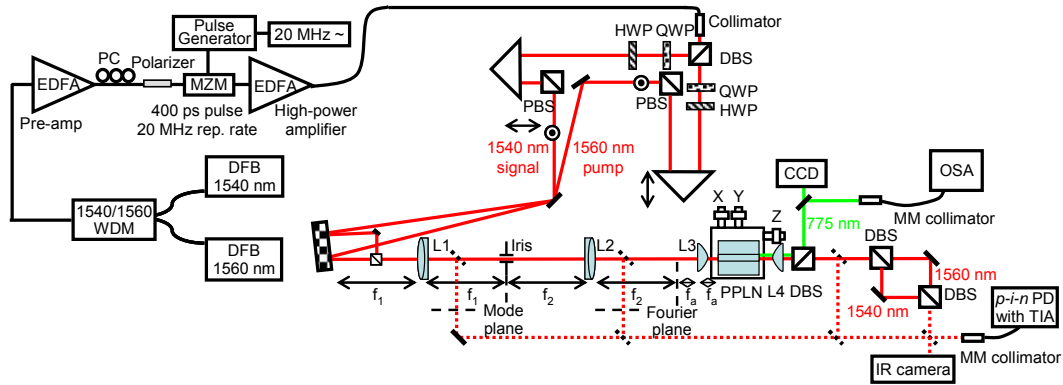 Pulse
Generator
20 MHz ~
PC
Polarizer
EDFA
MZM
EDFA
Pre-amp
400 ps pulse
20 MHz rep. rate
High-power
amplifier
DFB
1540 nm
1540/1560
WDM
DFB
1560 nm
Collimator
HWP
QWP
DBS
PBS
PBS
QWP
HWP
1540 nm
signal
1560 nm
pump
L1
Iris
L2
L3
X
Y
Z
PPLN
L4
DBS
CCD
775 nm
OSA
MM collimator
DBS
1560 nm
DBS
1540 nm
p-i-n PD
with TIA
MM collimator
IR camera
f1
f1
f2
f2
fa
fa
Mode
plane
Fourier
plane